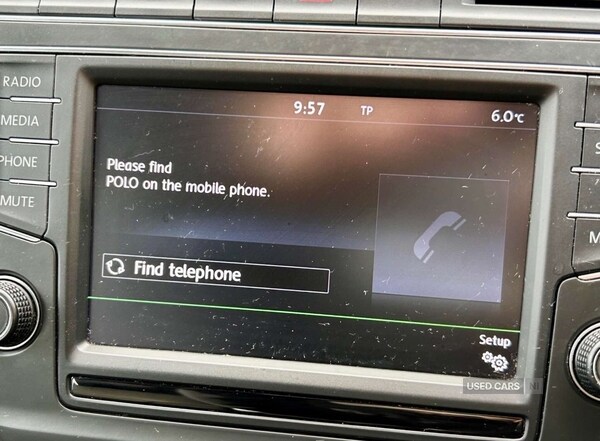 RADIO
MEDIA
PHONE
MUTE
9:57 TP 6.0°C
Please find
POLO on the mobile phone.
Find telephone
Setup
USED CARS NI